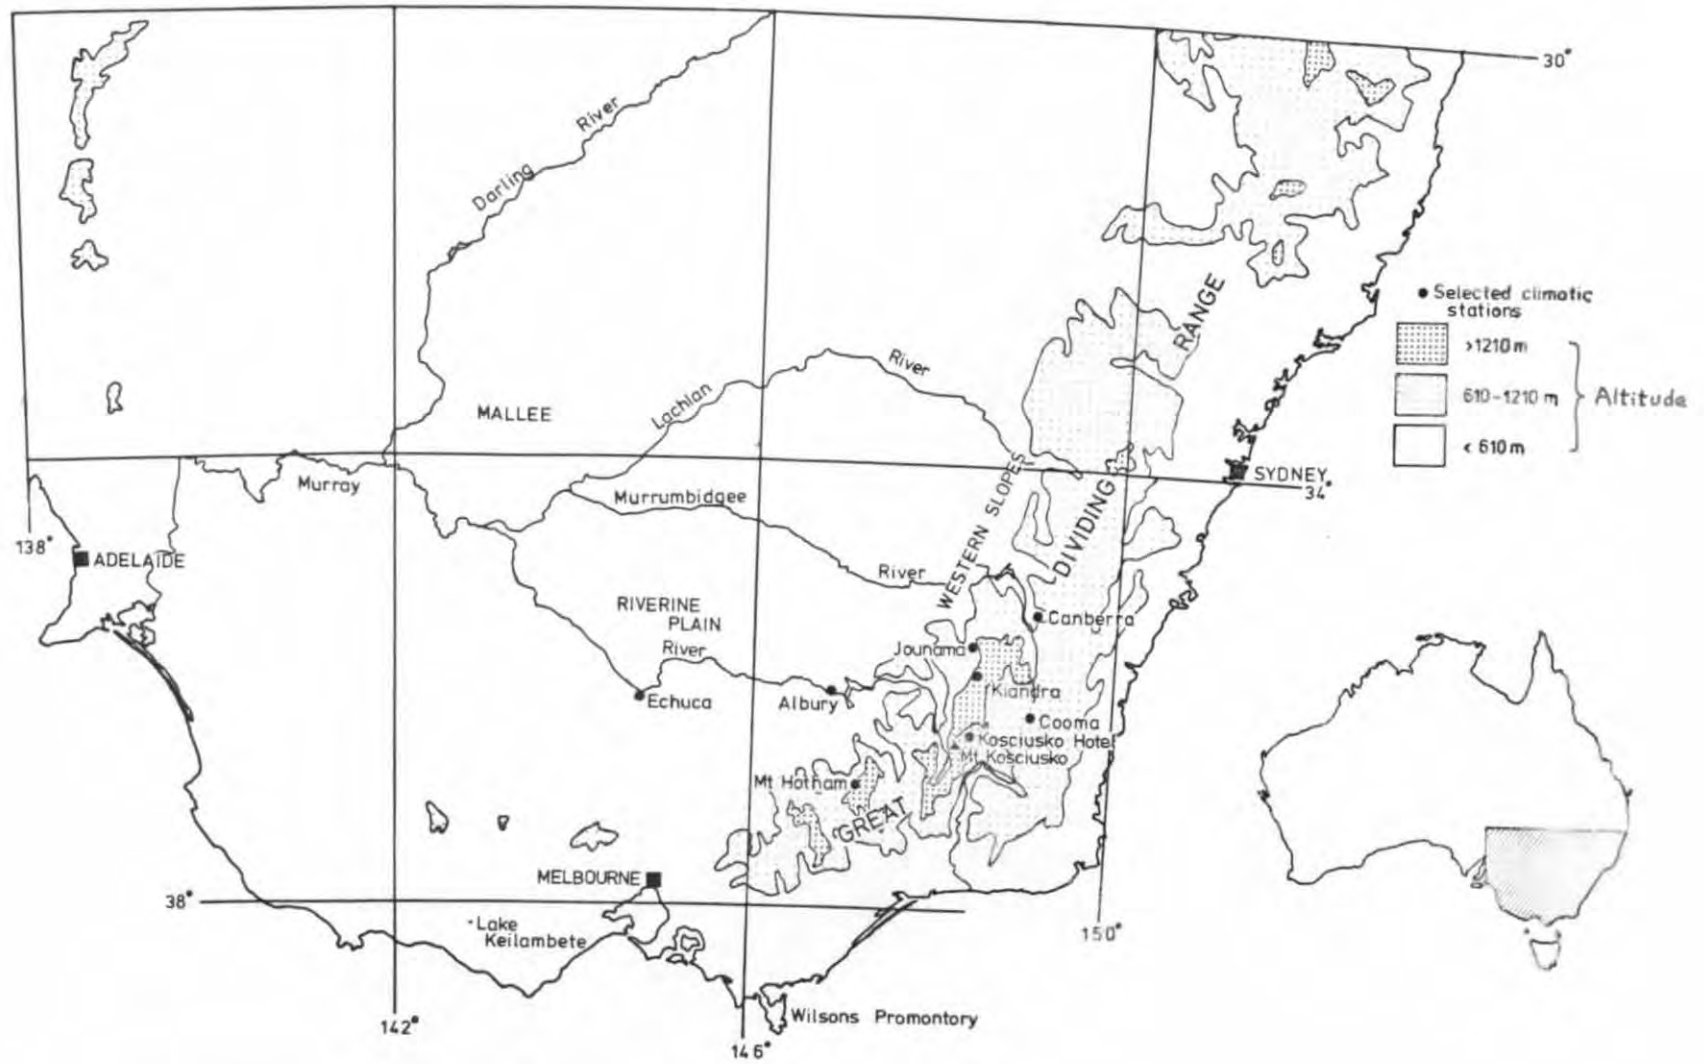 30°
River
Darling
RANGE
Selected climatic
stations
>1210 m
610-1210 m
Altitude
< 610 m
River
Lachlan
MALLEE
WESTERN SLOPES
DIVIDING
SYDNEY
34°
Murray
Murrumbidgee
138°
ADELAIDE
River
RIVERINE
PLAIN
River
Canberra
Jounama
Kiandra
Echuca
Albury
Cooma
Kosciusko Hotel
Mt Kosciusko
Mt Hotham
GREAT
MELBOURNE
38°
Lake
Keilambete
150°
Wilsons Promontory
142°
146°